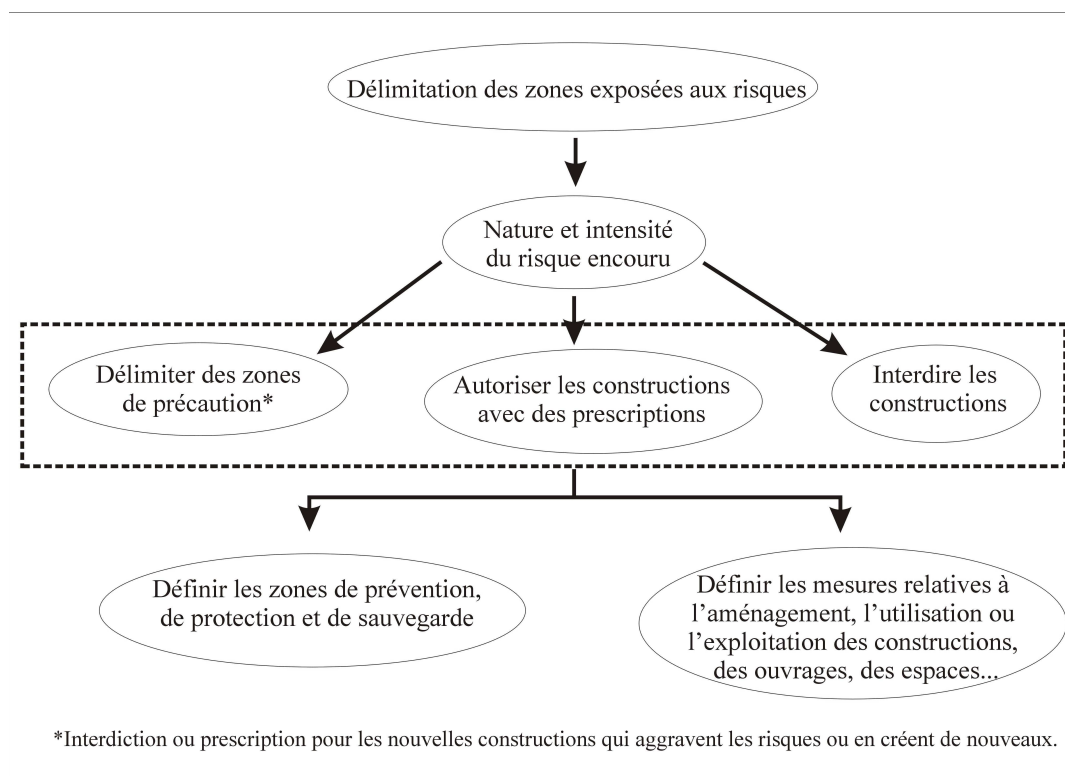 Délimitation des zones exposées aux risques
Nature et intensité
du risque encouru
Délimiter des zones
de précaution*
Autoriser les constructions
avec des prescriptions
Interdire les
constructions
Définir les zones de prévention,
de protection et de sauvegarde
Définir les mesures relatives à
l’aménagement, l’utilisation ou
l’exploitation des constructions,
des ouvrages, des espaces...
*Interdiction ou prescription pour les nouvelles constructions qui aggravent les risques ou en créent de nouveaux.